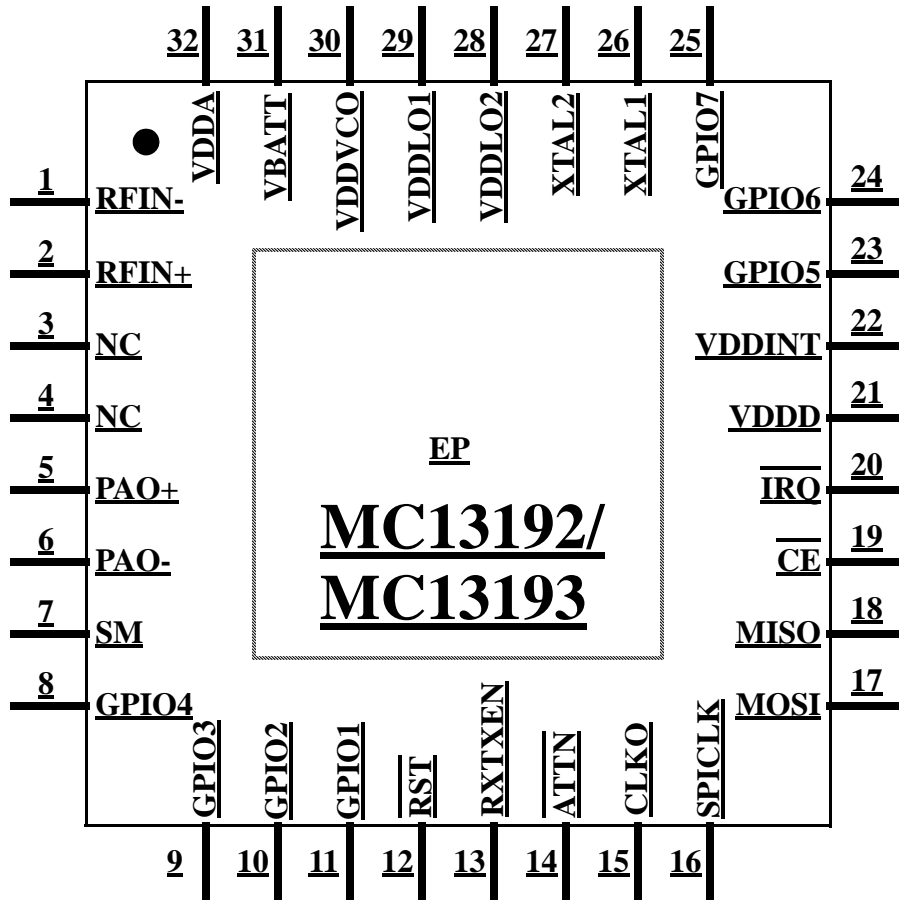 32 31 30 29 28 27 26 25
VDDA
VBATT
VDDVCO
VDDLO1
VDDLO2
XTAL2
XTAL1
GPIO7
1 RFIN-
2 RFIN+
3 NC
4 NC
5 PAO+
6 PAO-
7 SM
8 GPIO4
GPIO6 24
GPIO5 23
VDDINT 22
VDDD 21
IRQ 20
CE 19
MISO 18
MOSI 17
EP
MC13192/
MC13193
GPIO3
GPIO2
GPIO1
RST
RXTXEN
ATTN
CLKO
SPICLK
9 10 11 12 13 14 15 16